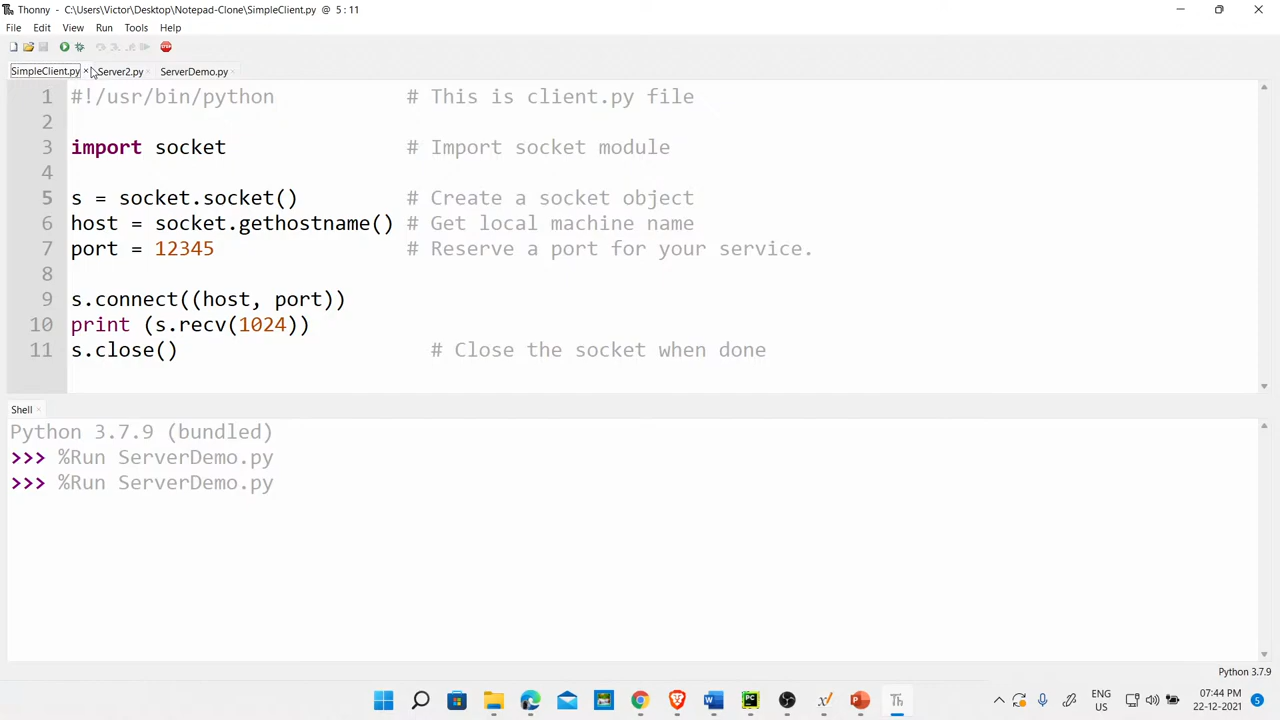 Thonny - C:\Users\Victor\Desktop\Notepad-Clone\SimpleClient.py @ 5 : 11
File Edit View Run Tools Help
SimpleClient.py × Server2.py × ServerDemo.py ×
1 #!/usr/bin/python # This is client.py file
2
3 import socket # Import socket module
4
5 s = socket.socket() # Create a socket object
6 host = socket.gethostname() # Get local machine name
7 port = 12345 # Reserve a port for your service.
8
9 s.connect((host, port))
10 print (s.recv(1024))
11 s.close() # Close the socket when done
Shell ×
Python 3.7.9 (bundled)
>>> %Run ServerDemo.py
>>> %Run ServerDemo.py
Python 3.7.9
ENG
US
07:44 PM
22-12-2021
5